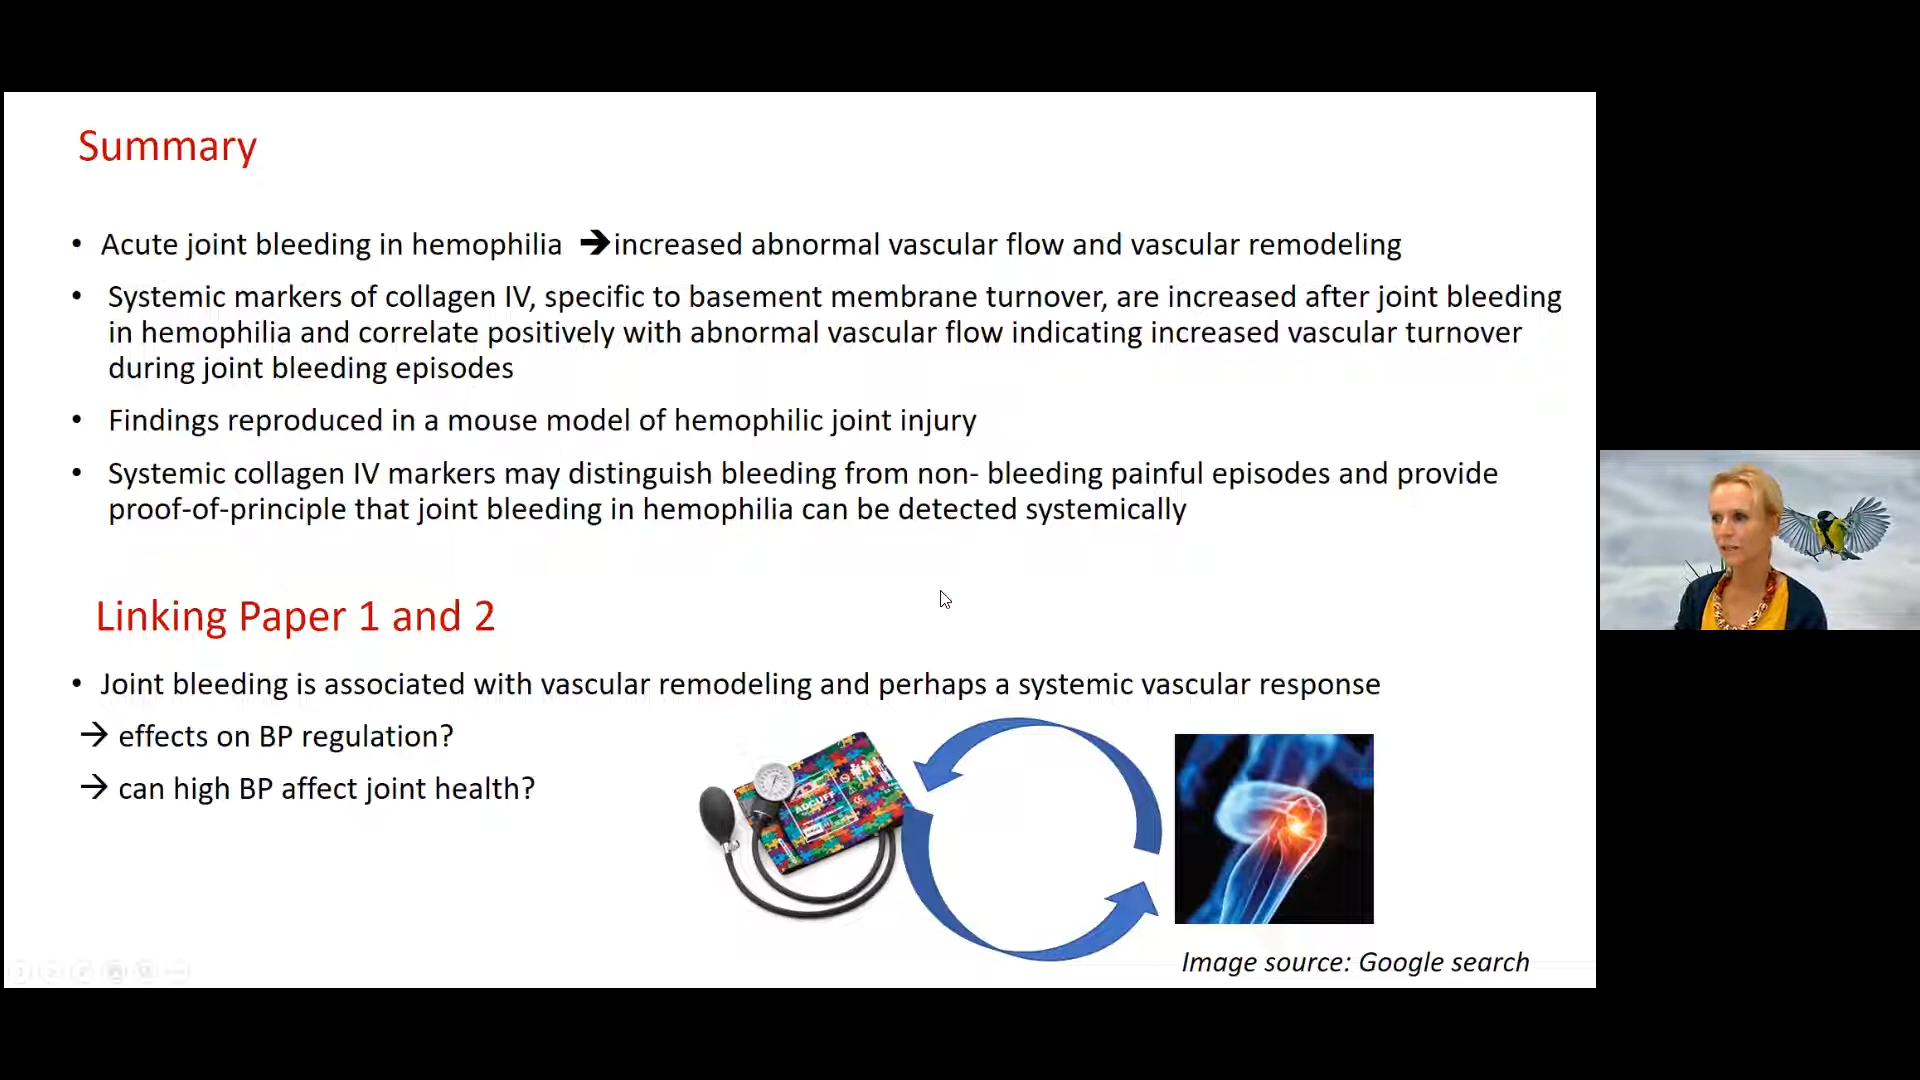 Summary
• Acute joint bleeding in hemophilia ➔increased abnormal vascular flow and vascular remodeling
• Systemic markers of collagen IV, specific to basement membrane turnover, are increased after joint bleeding
in hemophilia and correlate positively with abnormal vascular flow indicating increased vascular turnover
during joint bleeding episodes
• Findings reproduced in a mouse model of hemophilic joint injury
• Systemic collagen IV markers may distinguish bleeding from non- bleeding painful episodes and provide
proof-of-principle that joint bleeding in hemophilia can be detected systemically
Linking Paper 1 and 2
• Joint bleeding is associated with vascular remodeling and perhaps a systemic vascular response
→ effects on BP regulation?
→ can high BP affect joint health?
ADCUFF
Image source: Google search